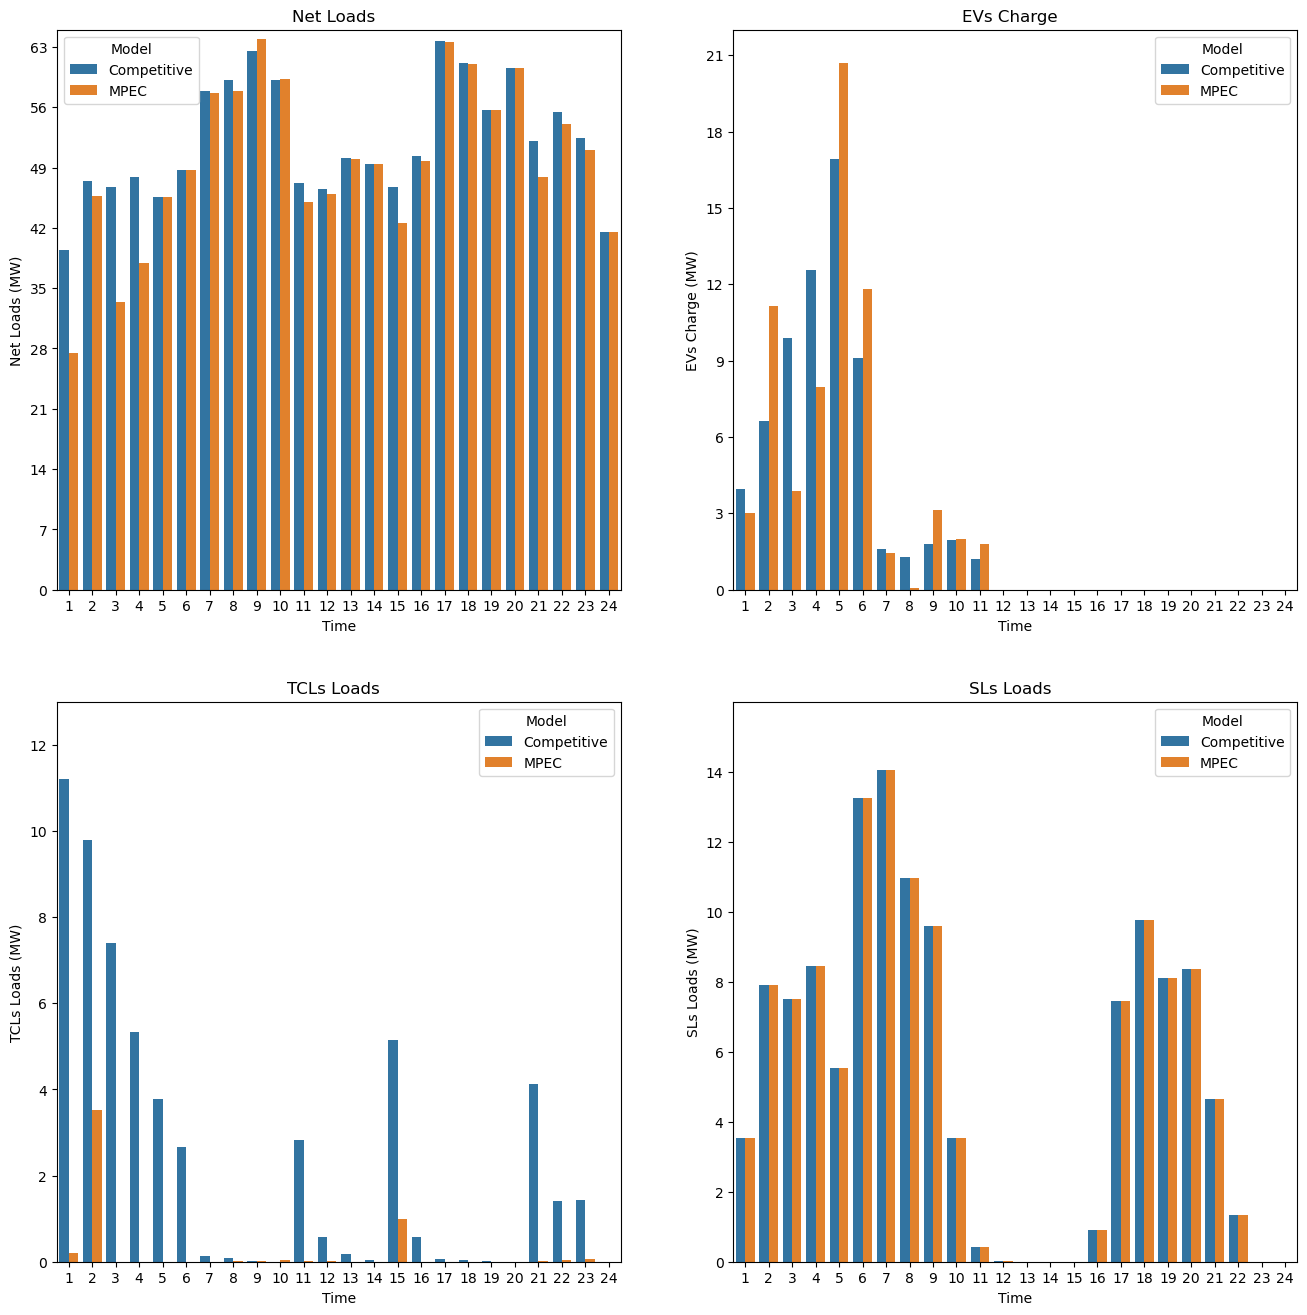 Net Loads
Model
Competitive
MPEC
63
56
49
42
35
28
21
14
7
0
Net Loads (MW)
1 2 3 4 5 6 7 8 9 10 11 12 13 14 15 16 17 18 19 20 21 22 23 24
Time
EVs Charge
Model
Competitive
MPEC
21
18
15
12
9
6
3
0
EVs Charge (MW)
1 2 3 4 5 6 7 8 9 10 11 12 13 14 15 16 17 18 19 20 21 22 23 24
Time
TCLs Loads
Model
Competitive
MPEC
12
10
8
6
4
2
0
TCLs Loads (MW)
1 2 3 4 5 6 7 8 9 10 11 12 13 14 15 16 17 18 19 20 21 22 23 24
Time
SLs Loads
Model
Competitive
MPEC
14
12
10
8
6
4
2
0
SLs Loads (MW)
1 2 3 4 5 6 7 8 9 10 11 12 13 14 15 16 17 18 19 20 21 22 23 24
Time